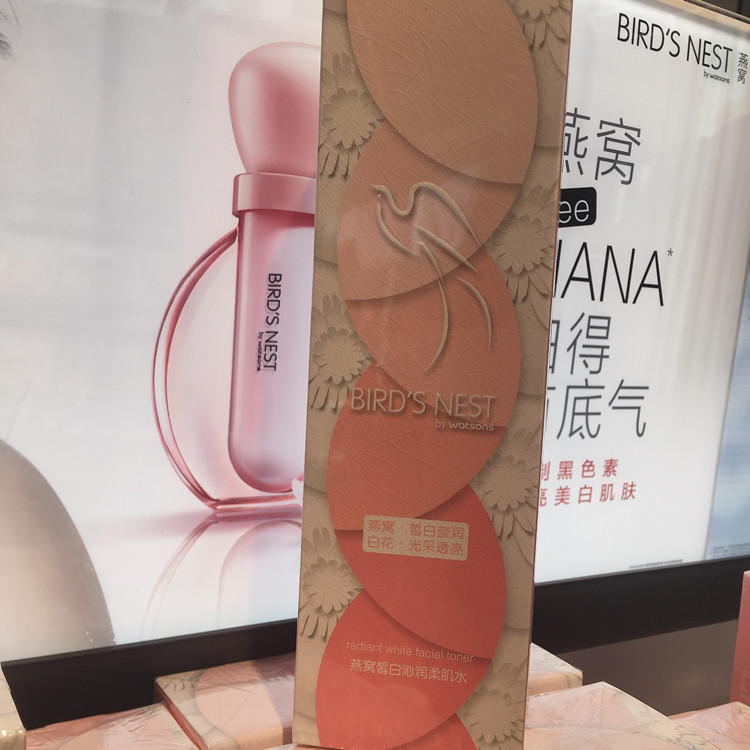 BIRD'S NEST
by watsons
燕窝
燕窝
ee
IANA*
得
底气
黑色素
美白肌肤
BIRD'S NEST
by watsons
BIRD'S NEST
by watsons
燕窝·皙白莹润
白花·光采透亮
radiant white facial toner
燕窝皙白沁润柔肌水